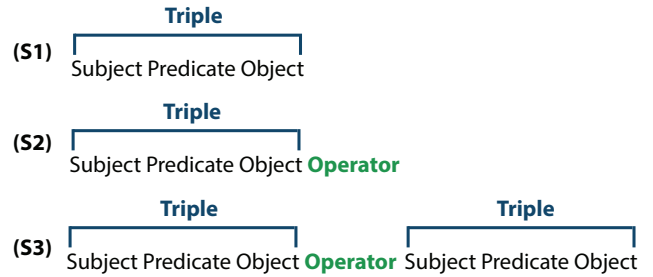 Triple
(S1)
Subject Predicate Object
Triple
(S2)
Subject Predicate Object Operator
Triple Triple
(S3)
Subject Predicate Object Operator Subject Predicate Object